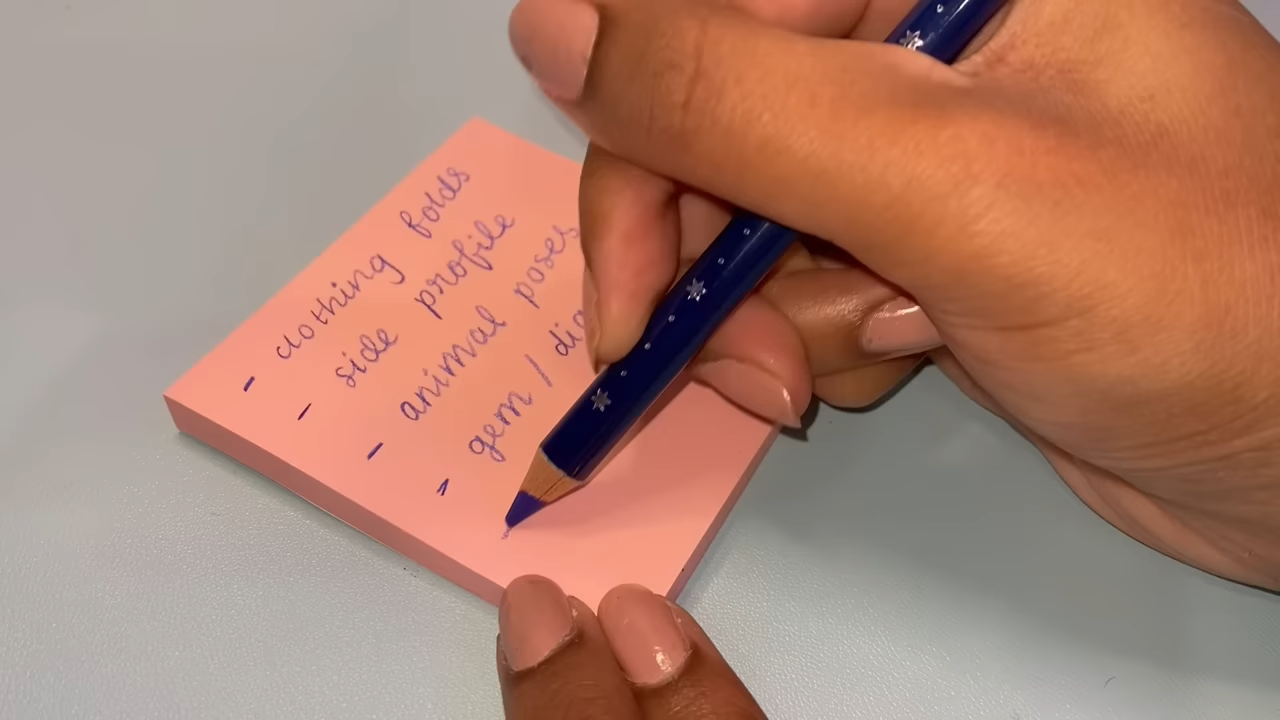 - clothing folds
- side profile
- animal poses
- gem /
-